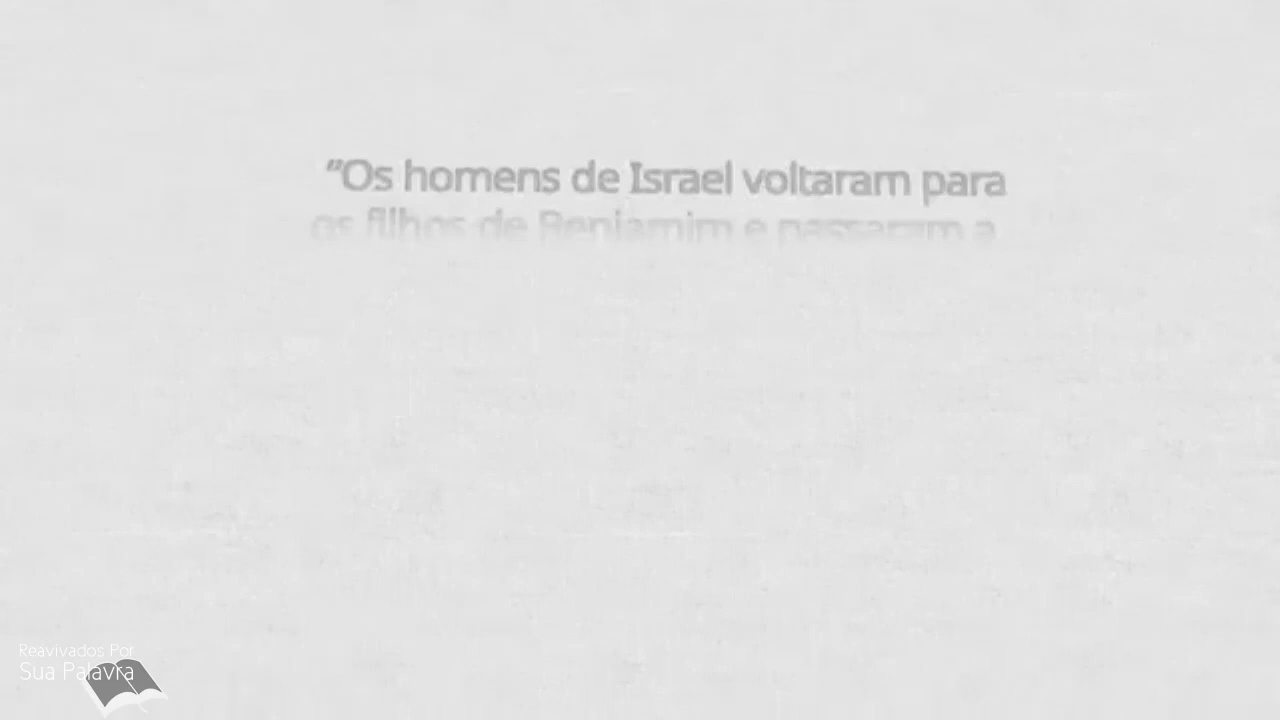 “Os homens de Israel voltaram para
os filhos de Benjamim e passaram a
Reavivados Por
Sua Palavra